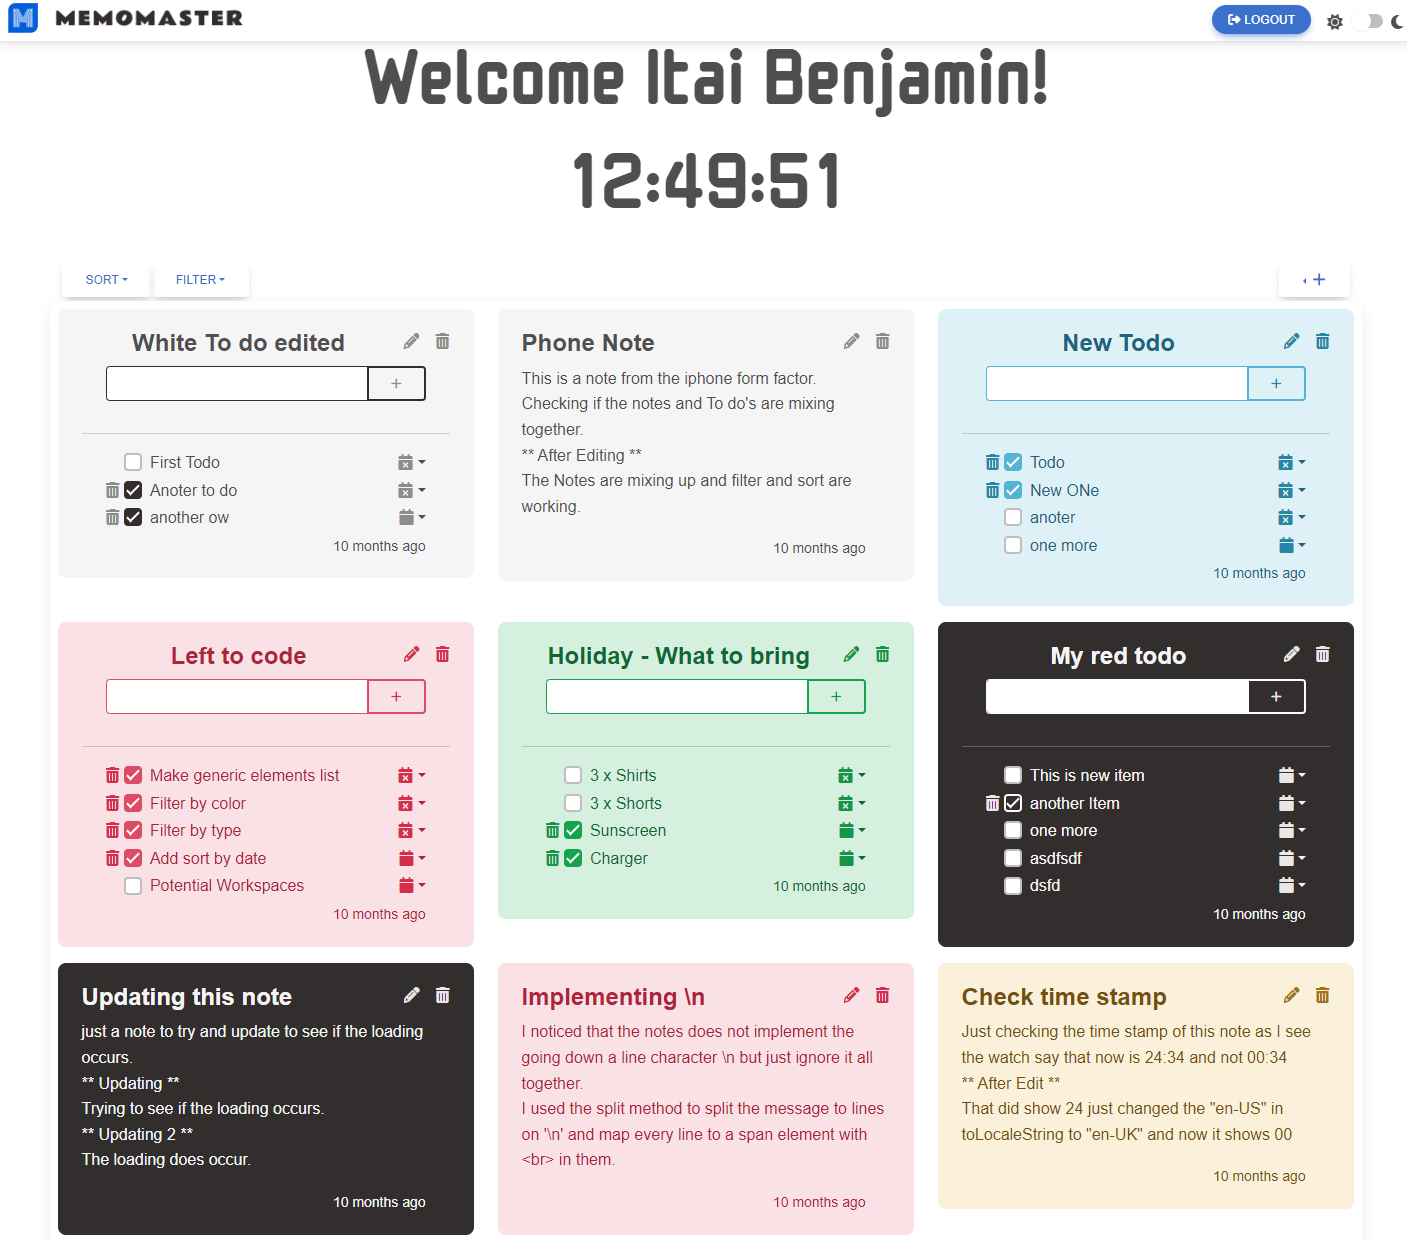 M MEMOMASTER
LOGOUT
Welcome Itai Benjamin!
12:49:51
SORT
FILTER
+
White To do edited
+
First Todo
Anoter to do
another ow
10 months ago
Phone Note
This is a note from the iphone form factor.
Checking if the notes and To do's are mixing
together.
** After Editing **
The Notes are mixing up and filter and sort are
working.
10 months ago
New Todo
+
Todo
New ONe
anoter
one more
10 months ago
Left to code
+
Make generic elements list
Filter by color
Filter by type
Add sort by date
Potential Workspaces
10 months ago
Holiday - What to bring
+
3 x Shirts
3 x Shorts
Sunscreen
Charger
10 months ago
My red todo
+
This is new item
another Item
one more
asdfsdf
dsfd
10 months ago
Updating this note
just a note to try and update to see if the loading
occurs.
** Updating **
Trying to see if the loading occurs.
** Updating 2 **
The loading does occur.
10 months ago
Implementing \n
I noticed that the notes does not implement the
going down a line character \n but just ignore it all
together.
I used the split method to split the message to lines
on '\n' and map every line to a span element with
<br> in them.
10 months ago
Check time stamp
Just checking the time stamp of this note as I see
the watch say that now is 24:34 and not 00:34
** After Edit **
That did show 24 just changed the "en-US" in
toLocaleString to "en-UK" and now it shows 00
10 months ago